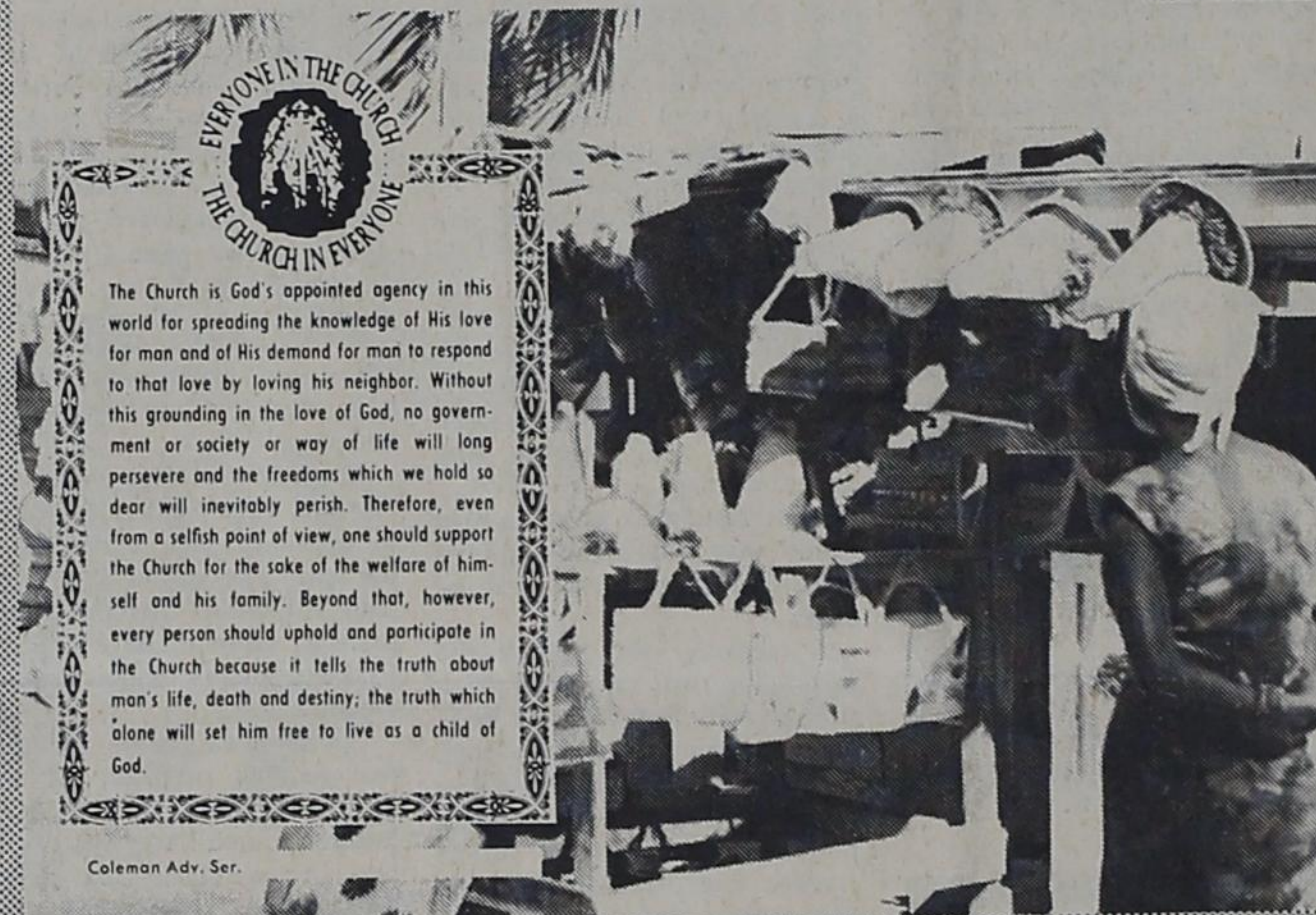 EVERYONE IN THE CHURCH
THE CHURCH IN EVERYONE
The Church is God's appointed agency in this
world for spreading the knowledge of His love
for man and of His demand for man to respond
to that love by loving his neighbor. Without
this grounding in the love of God, no govern-
ment or society or way of life will long
persevere and the freedoms which we hold so
dear will inevitably perish. Therefore, even
from a selfish point of view, one should support
the Church for the sake of the welfare of him-
self and his family. Beyond that, however,
every person should uphold and participate in
the Church because it tells the truth about
man's life, death and destiny; the truth which
alone will set him free to live as a child of
God.
Coleman Adv. Ser.